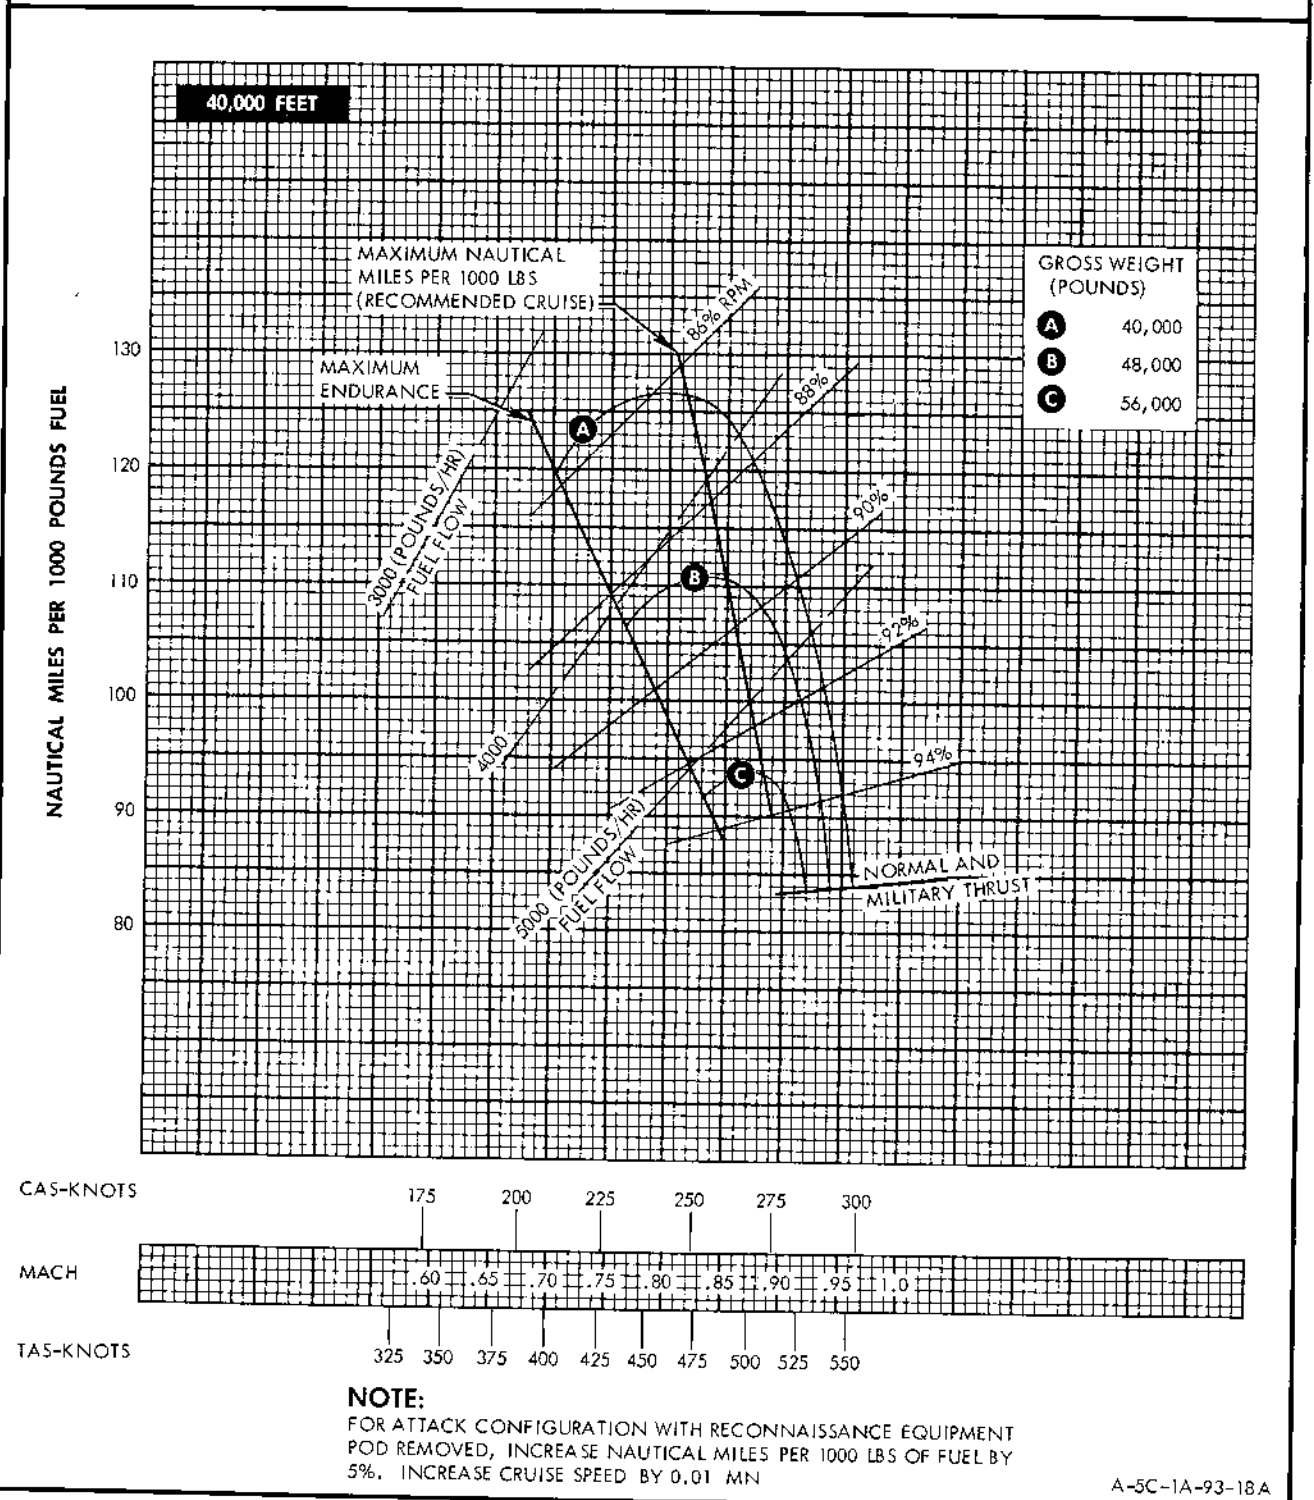 40,000 FEET
MAXIMUM NAUTICAL
MILES PER 1000 LBS
(RECOMMENDED CRUISE)
86% RPM
GROSS WEIGHT
(POUNDS)
A 40,000
B 48,000
C 56,000
MAXIMUM
ENDURANCE
88%
A
3000 (POUNDS/HR)
FUEL FLOW
90%
B
92%
4000
94%
C
5000 (POUNDS/HR)
FUEL FLOW
NORMAL AND
MILITARY THRUST
NAUTICAL MILES PER 1000 POUNDS FUEL
130
120
110
100
90
80
CAS-KNOTS 175 200 225 250 275 300
MACH .60 .65 .70 .75 .80 .85 .90 .95 1.0
TAS-KNOTS 325 350 375 400 425 450 475 500 525 550
NOTE:
FOR ATTACK CONFIGURATION WITH RECONNAISSANCE EQUIPMENT
POD REMOVED, INCREASE NAUTICAL MILES PER 1000 LBS OF FUEL BY
5%. INCREASE CRUISE SPEED BY 0.01 MN
A-5C-1A-93-18A